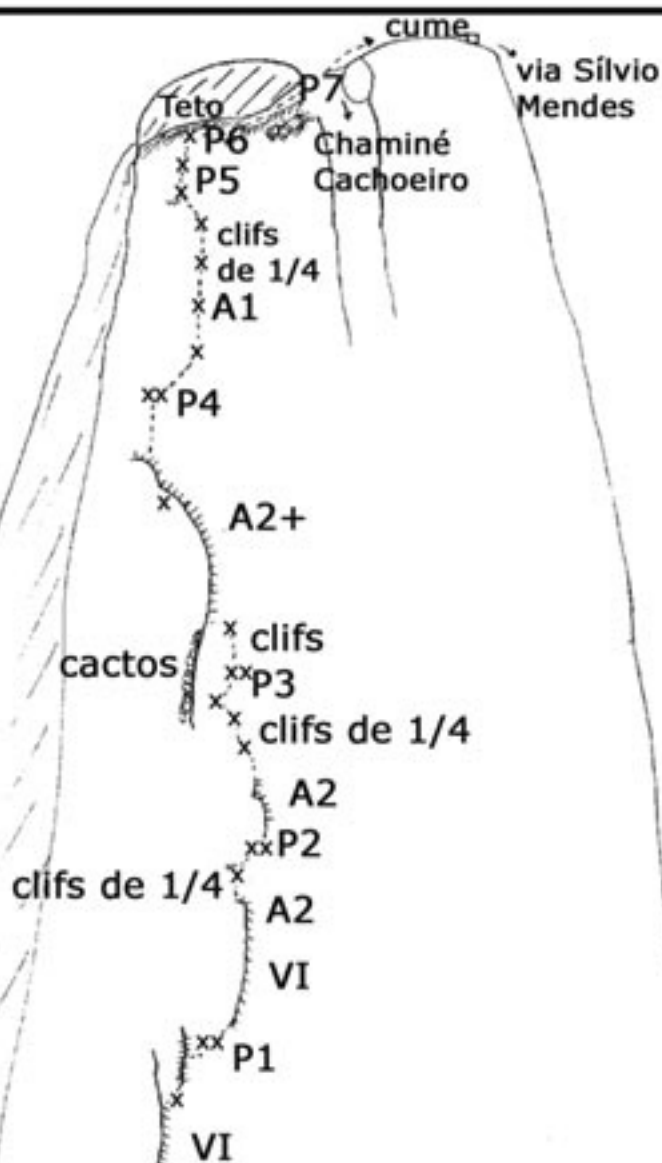 cume
via Sílvio
Mendes
P7
Teto
P6
Chaminé
Cachoeiro
P5
clifs
de 1/4
A1
P4
A2+
clifs
cactos
P3
clifs de 1/4
A2
P2
clifs de 1/4
A2
VI
P1
VI